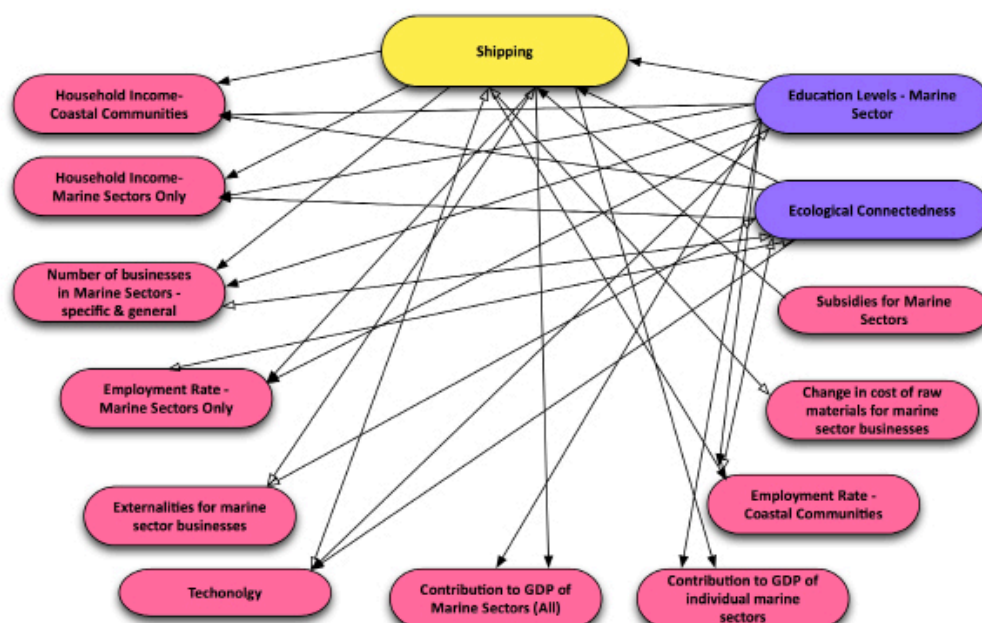 Shipping
Household Income-
Coastal Communities
Education Levels - Marine
Sector
Household Income-
Marine Sectors Only
Ecological Connectedness
Number of businesses
in Marine Sectors -
specific & general
Subsidies for Marine
Sectors
Employment Rate -
Marine Sectors Only
Change in cost of raw
materials for marine
sector businesses
Externalities for marine
sector businesses
Employment Rate -
Coastal Communities
Techonolgy
Contribution to GDP of
Marine Sectors (All)
Contribution to GDP of
individual marine
sectors